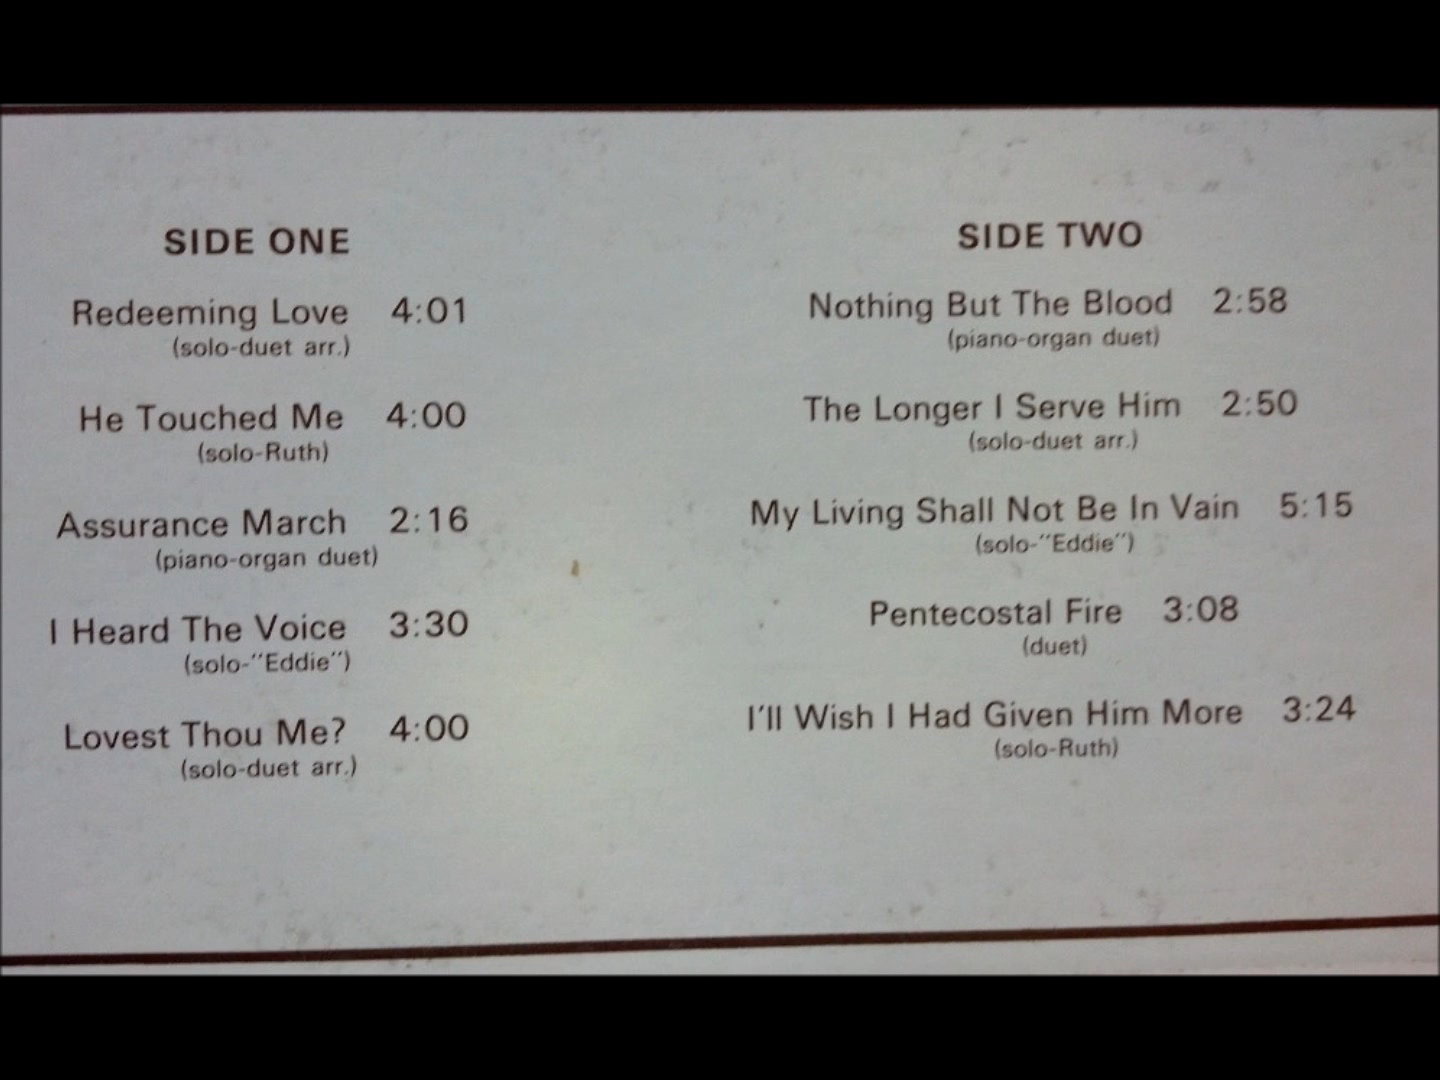 SIDE ONE
Redeeming Love 4:01
(solo-duet arr.)
He Touched Me 4:00
(solo-Ruth)
Assurance March 2:16
(piano-organ duet)
I Heard The Voice 3:30
(solo-"Eddie")
Lovest Thou Me? 4:00
(solo-duet arr.)
SIDE TWO
Nothing But The Blood 2:58
(piano-organ duet)
The Longer I Serve Him 2:50
(solo-duet arr.)
My Living Shall Not Be In Vain 5:15
(solo-"Eddie")
Pentecostal Fire 3:08
(duet)
I'll Wish I Had Given Him More 3:24
(solo-Ruth)